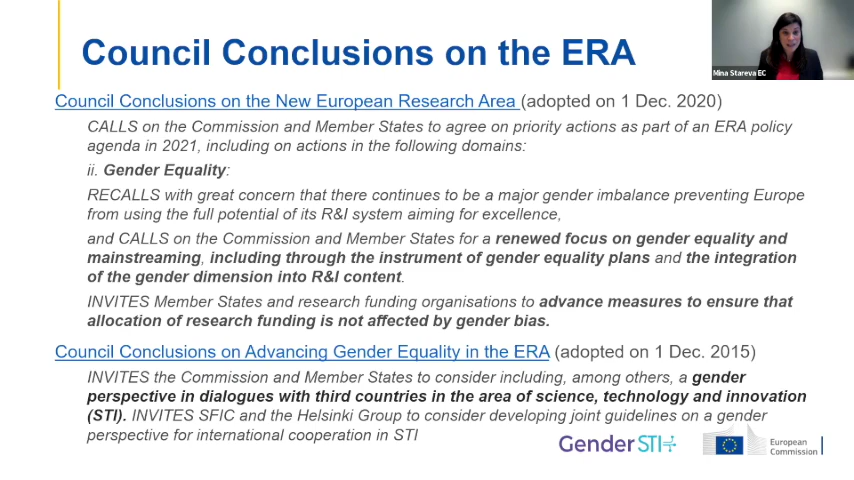 Council Conclusions on the ERA
Mina Stareva EC
Council Conclusions on the New European Research Area (adopted on 1 Dec. 2020)
CALLS on the Commission and Member States to agree on priority actions as part of an ERA policy
agenda in 2021, including on actions in the following domains:
ii. Gender Equality:
RECALLS with great concern that there continues to be a major gender imbalance preventing Europe
from using the full potential of its R&I system aiming for excellence,
and CALLS on the Commission and Member States for a renewed focus on gender equality and
mainstreaming, including through the instrument of gender equality plans and the integration
of the gender dimension into R&I content.
INVITES Member States and research funding organisations to advance measures to ensure that
allocation of research funding is not affected by gender bias.
Council Conclusions on Advancing Gender Equality in the ERA (adopted on 1 Dec. 2015)
INVITES the Commission and Member States to consider including, among others, a gender
perspective in dialogues with third countries in the area of science, technology and innovation
(STI). INVITES SFIC and the Helsinki Group to consider developing joint guidelines on a gender
perspective for international cooperation in STI
GenderSTI
European
Commission